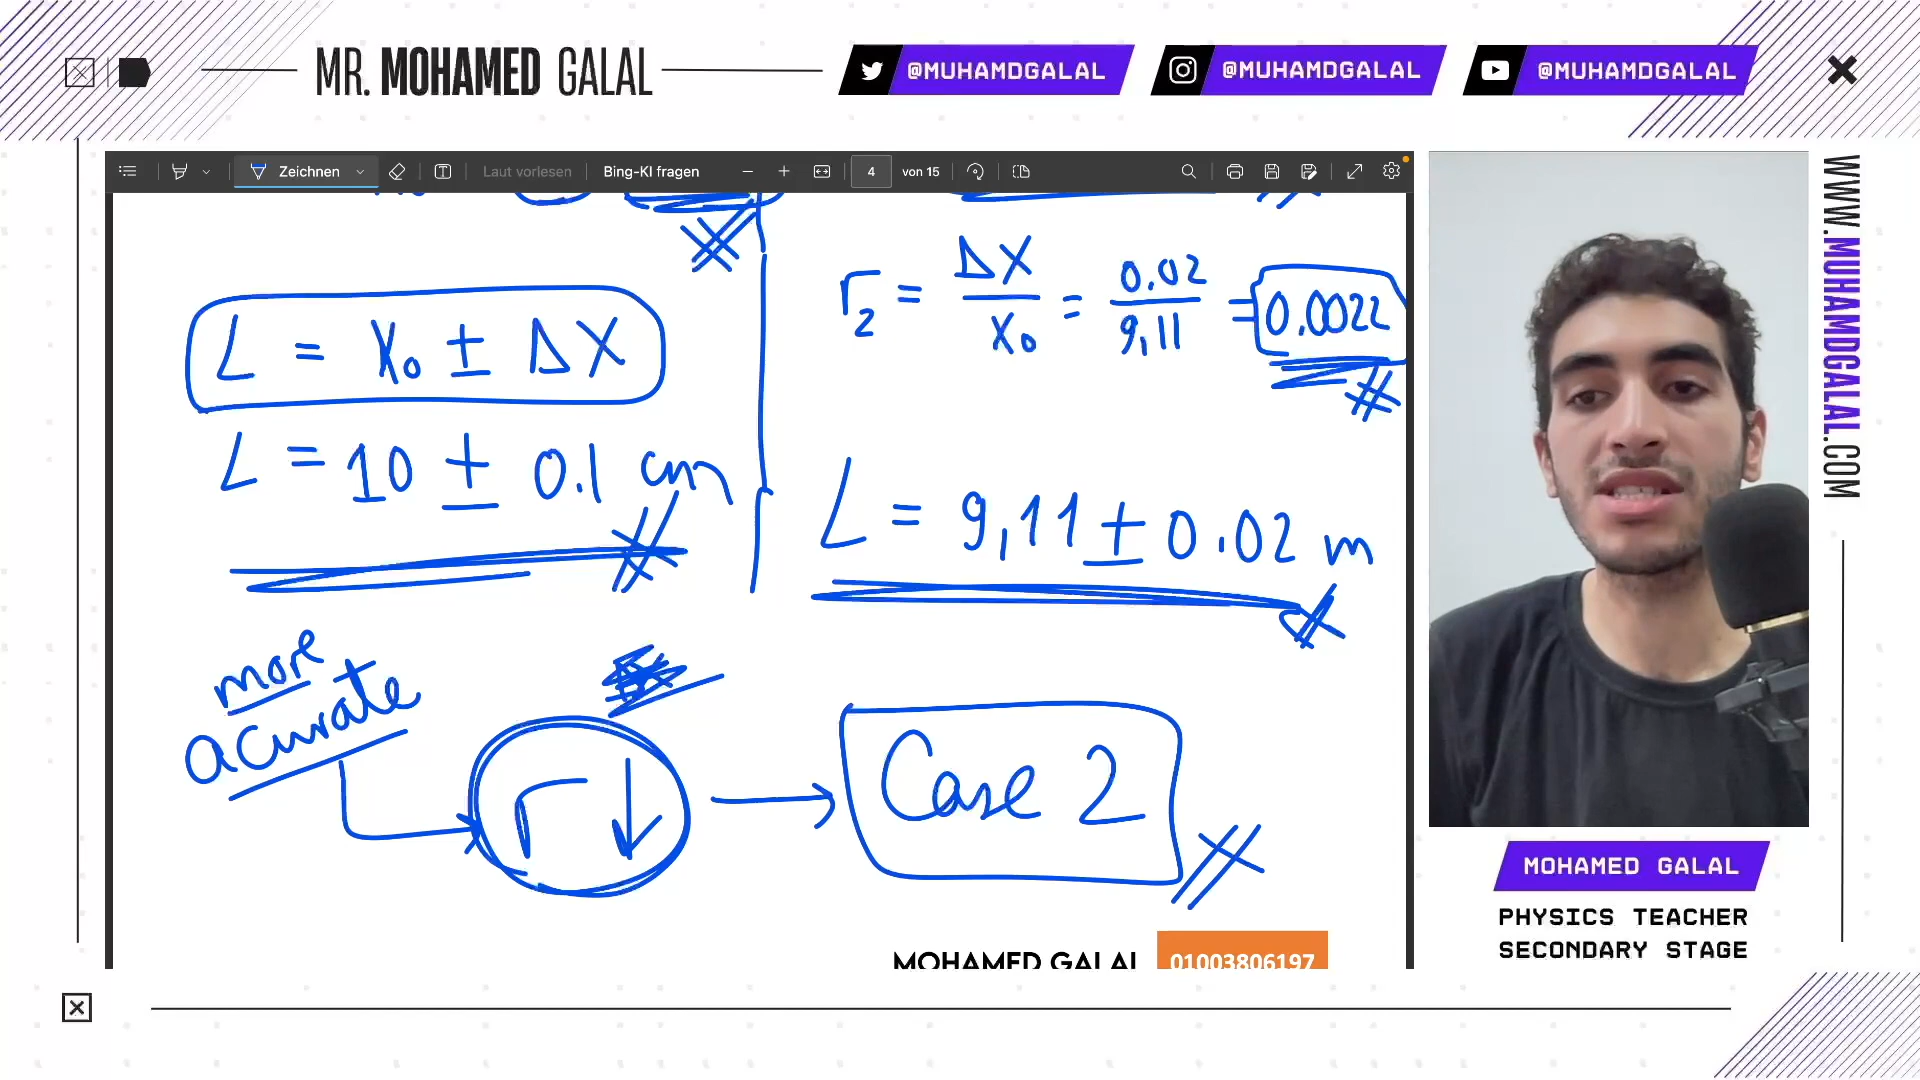 MR. MOHAMED GALAL
@MUHAMDGALAL
@MUHAMDGALAL
@MUHAMDGALAL
WWW.MUHAMDGALAL.COM
Zeichnen
Laut vorlesen
Bing-KI fragen
4
von 15
L = X₀ ± ΔX
L = 10 ± 0.1 cm
r₂ = ΔX / X₀ = 0.02 / 9,11 = 0.0022
L = 9,11 ± 0.02 m
more
acurate
r ↓
Case 2
MOHAMED GALAL
01003806197
MOHAMED GALAL
PHYSICS TEACHER
SECONDARY STAGE